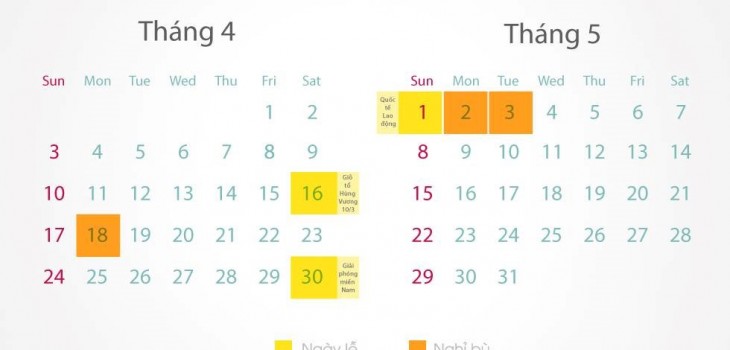 Tháng 4
Sun Mon Tue Wed Thu Fri Sat
1 2
3 4 5 6 7 8 9
10 11 12 13 14 15 16
Giỗ
tổ
Hùng
Vương
10/3
17 18 19 20 21 22 23
24 25 26 27 28 29 30
Giải
phóng
miền
Nam
Tháng 5
Sun Mon Tue Wed Thu Fri Sat
Quốc
tế
Lao
động
1 2 3 4 5 6 7
8 9 10 11 12 13 14
15 16 17 18 19 20 21
22 23 24 25 26 27 28
29 30 31
Ngày lễ
Nghỉ bù